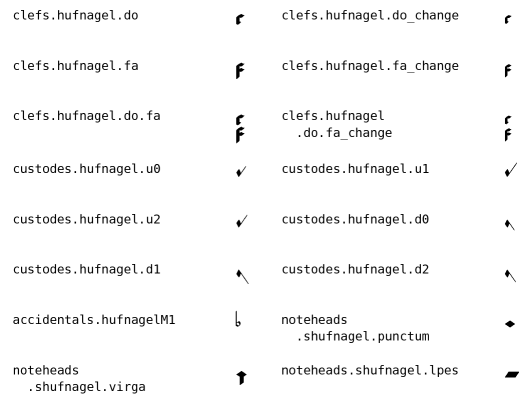 clefs.hufnagel.do
clefs.hufnagel.do_change
clefs.hufnagel.fa
clefs.hufnagel.fa_change
clefs.hufnagel.do.fa
clefs.hufnagel
.do.fa_change
custodes.hufnagel.u0
custodes.hufnagel.u1
custodes.hufnagel.u2
custodes.hufnagel.d0
custodes.hufnagel.d1
custodes.hufnagel.d2
accidentals.hufnagelM1
noteheads
.shufnagel.punctum
noteheads
.shufnagel.virga
noteheads.shufnagel.lpes